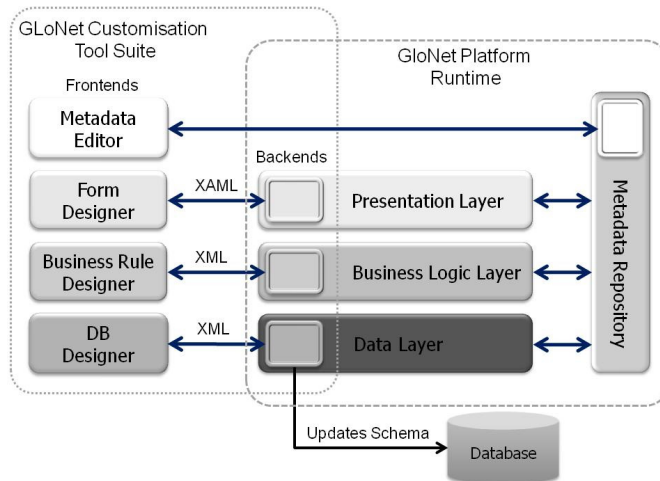 GLoNet Customisation
Tool Suite
GloNet Platform
Runtime
Frontends
Metadata
Editor
Backends
Form
Designer
XAML
Presentation Layer
Business Rule
Designer
XML
Business Logic Layer
DB
Designer
XML
Data Layer
Metadata Repository
Updates Schema
Database